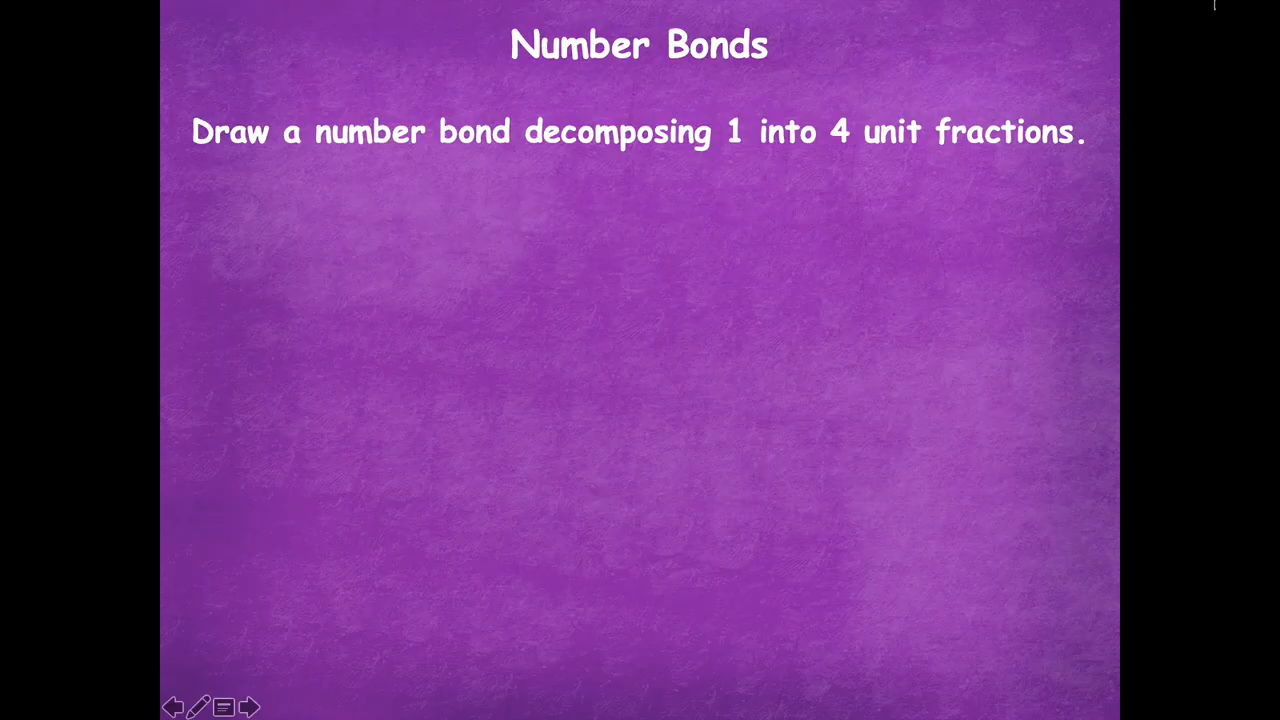 Number Bonds
Draw a number bond decomposing 1 into 4 unit fractions.